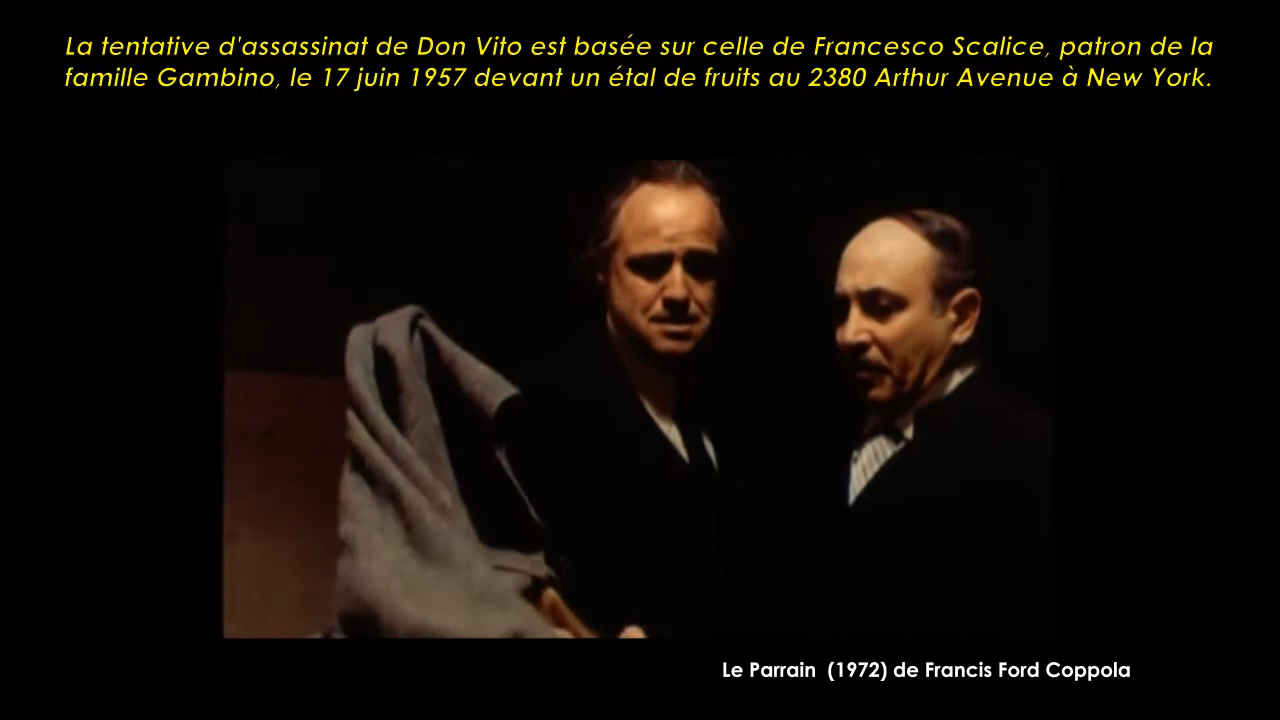 La tentative d'assassinat de Don Vito est basée sur celle de Francesco Scalice, patron de la
famille Gambino, le 17 juin 1957 devant un étal de fruits au 2380 Arthur Avenue à New York.
Le Parrain (1972) de Francis Ford Coppola